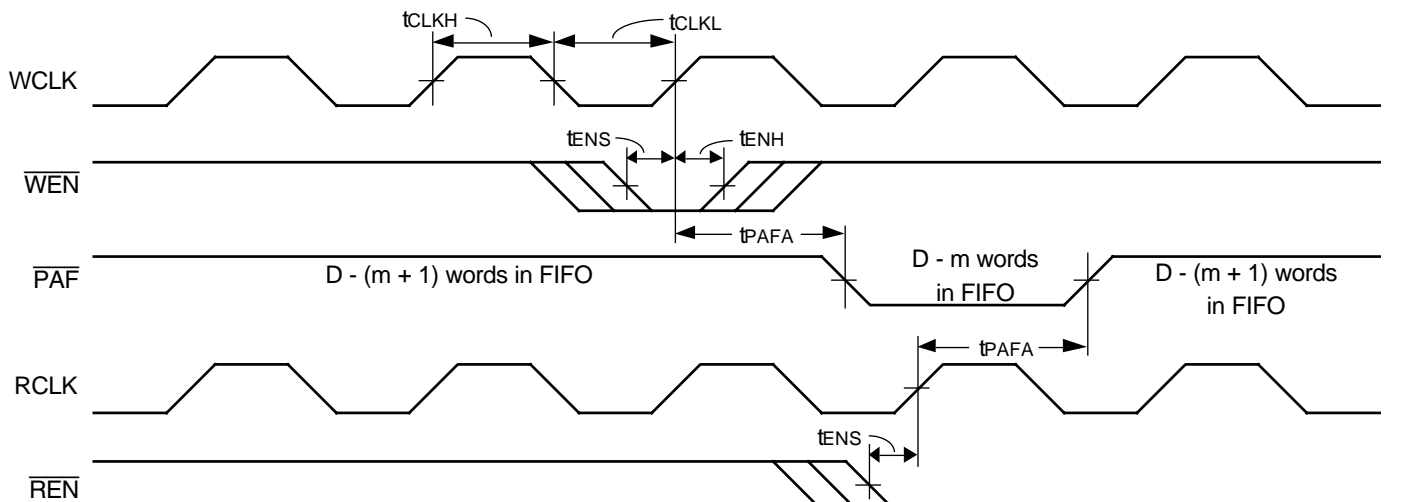 tCLKH
tCLKL
WCLK
tENS
tENH
WEN
tPAFA
PAF
D - (m + 1) words in FIFO
D - m words
in FIFO
D - (m + 1) words
in FIFO
tPAFA
RCLK
tENS
REN